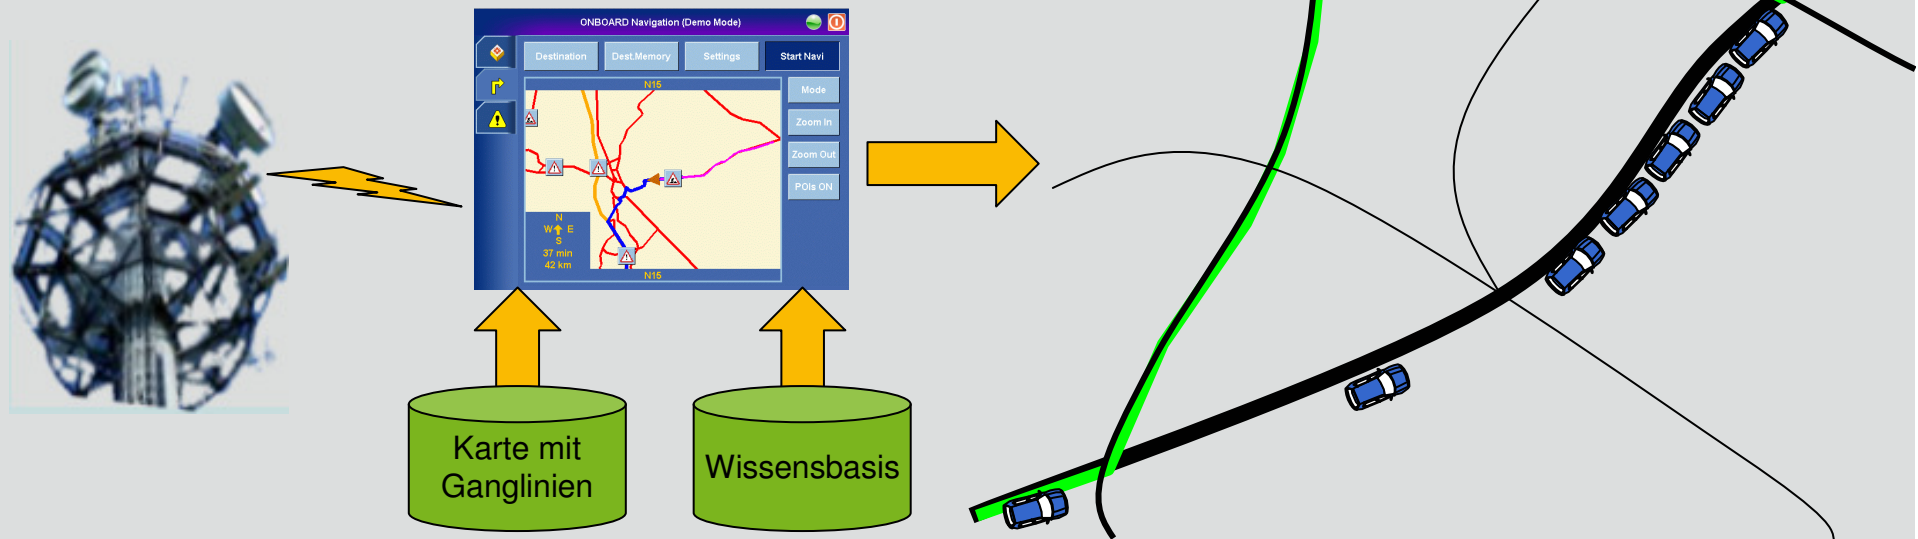 ONBOARD Navigation (Demo Mode)
Destination
Dest.Memory
Settings
Start Navi
N15
Mode
Zoom In
Zoom Out
POIs ON
N
W E
S
37 min
42 km
N15
Karte mit
Ganglinien
Wissensbasis